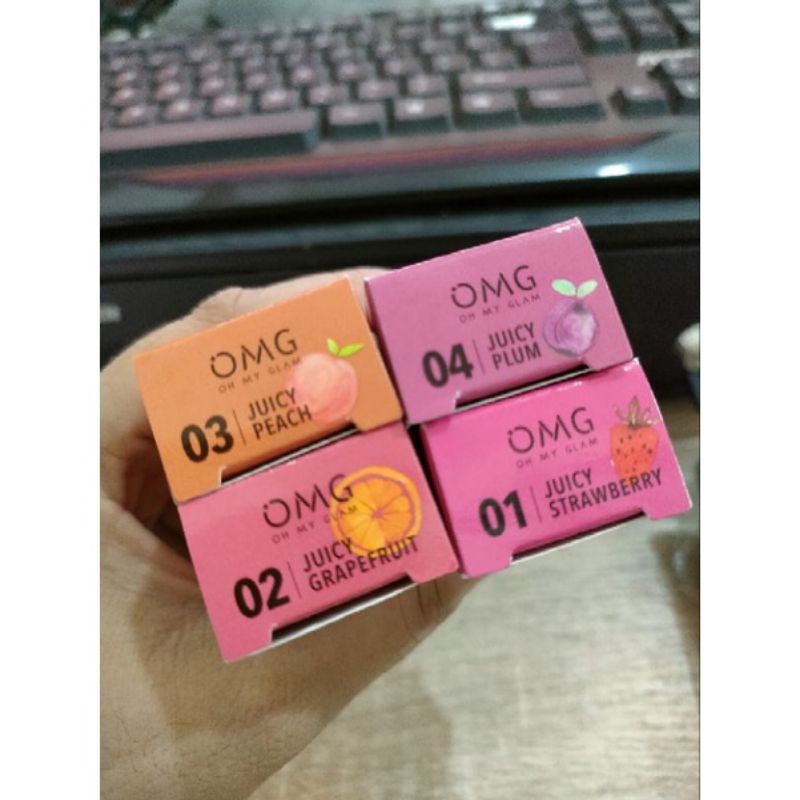 OMG
OH MY GLAM
03
JUICY
PEACH
OMG
OH MY GLAM
04
JUICY
PLUM
OMG
OH MY GLAM
02
JUICY
GRAPEFRUIT
OMG
OH MY GLAM
01
JUICY
STRAWBERRY